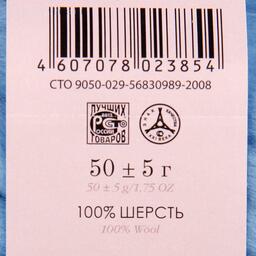 4 607078 023854
СТО 9050-029-56830989-2008
ЛУЧШИХ
РОССИИ
ТОВАРОВ
50 ± 5 г
50 ± 5 g/1,75 OZ
100% ШЕРСТЬ
100% Wool